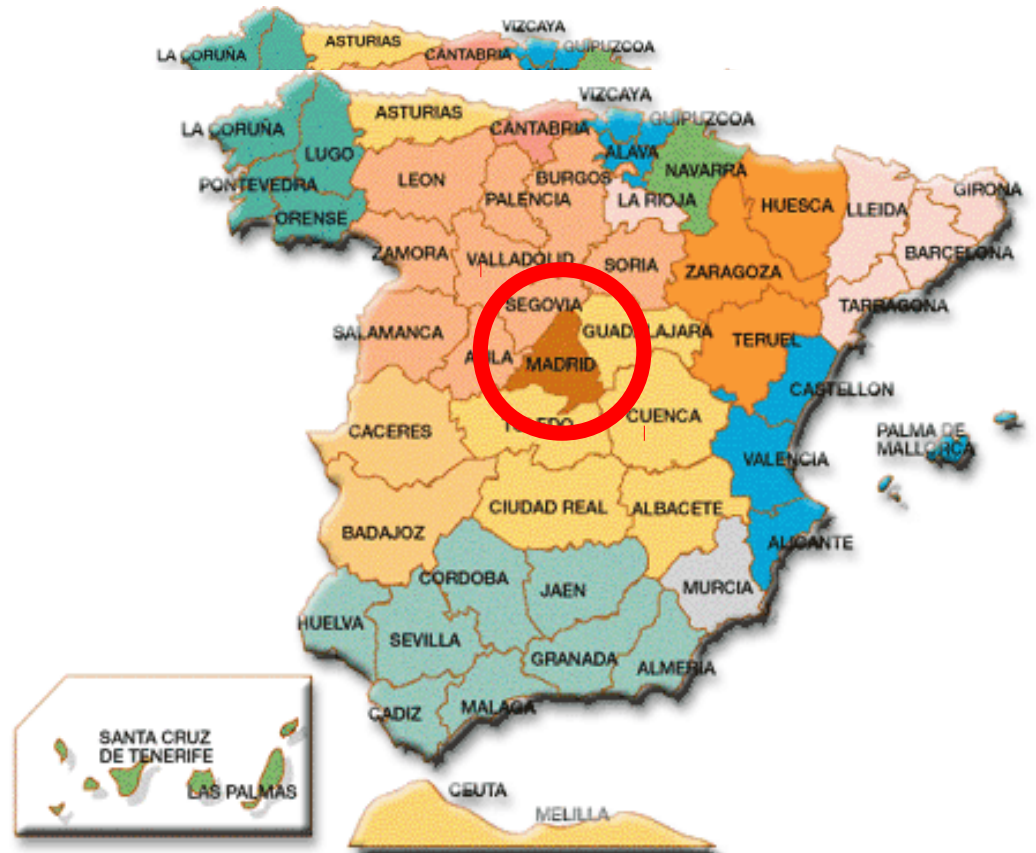 VIZCAYA
ASTURIAS
GUIPUZCOA
LA CORUÑA
CANTABRIA
VIZCAYA
ASTURIAS
GUIPUZCOA
LA CORUÑA
CANTABRIA
LUGO
ALAVA
NAVARRA
LEON
BURGOS
PONTEVEDRA
PALENCIA
LA RIOJA
HUESCA
LLEIDA
GIRONA
ORENSE
ZAMORA
VALLADOLID
SORIA
ZARAGOZA
BARCELONA
SEGOVIA
TARRAGONA
SALAMANCA
GUADALAJARA
TERUEL
AVILA
MADRID
CASTELLON
CACERES
TOLEDO
CUENCA
PALMA DE
MALLORCA
VALENCIA
CIUDAD REAL
ALBACETE
BADAJOZ
ALICANTE
CORDOBA
JAEN
MURCIA
HUELVA
SEVILLA
GRANADA
ALMERIA
CADIZ
MALAGA
SANTA CRUZ
DE TENERIFE
LAS PALMAS
CEUTA
MELILLA